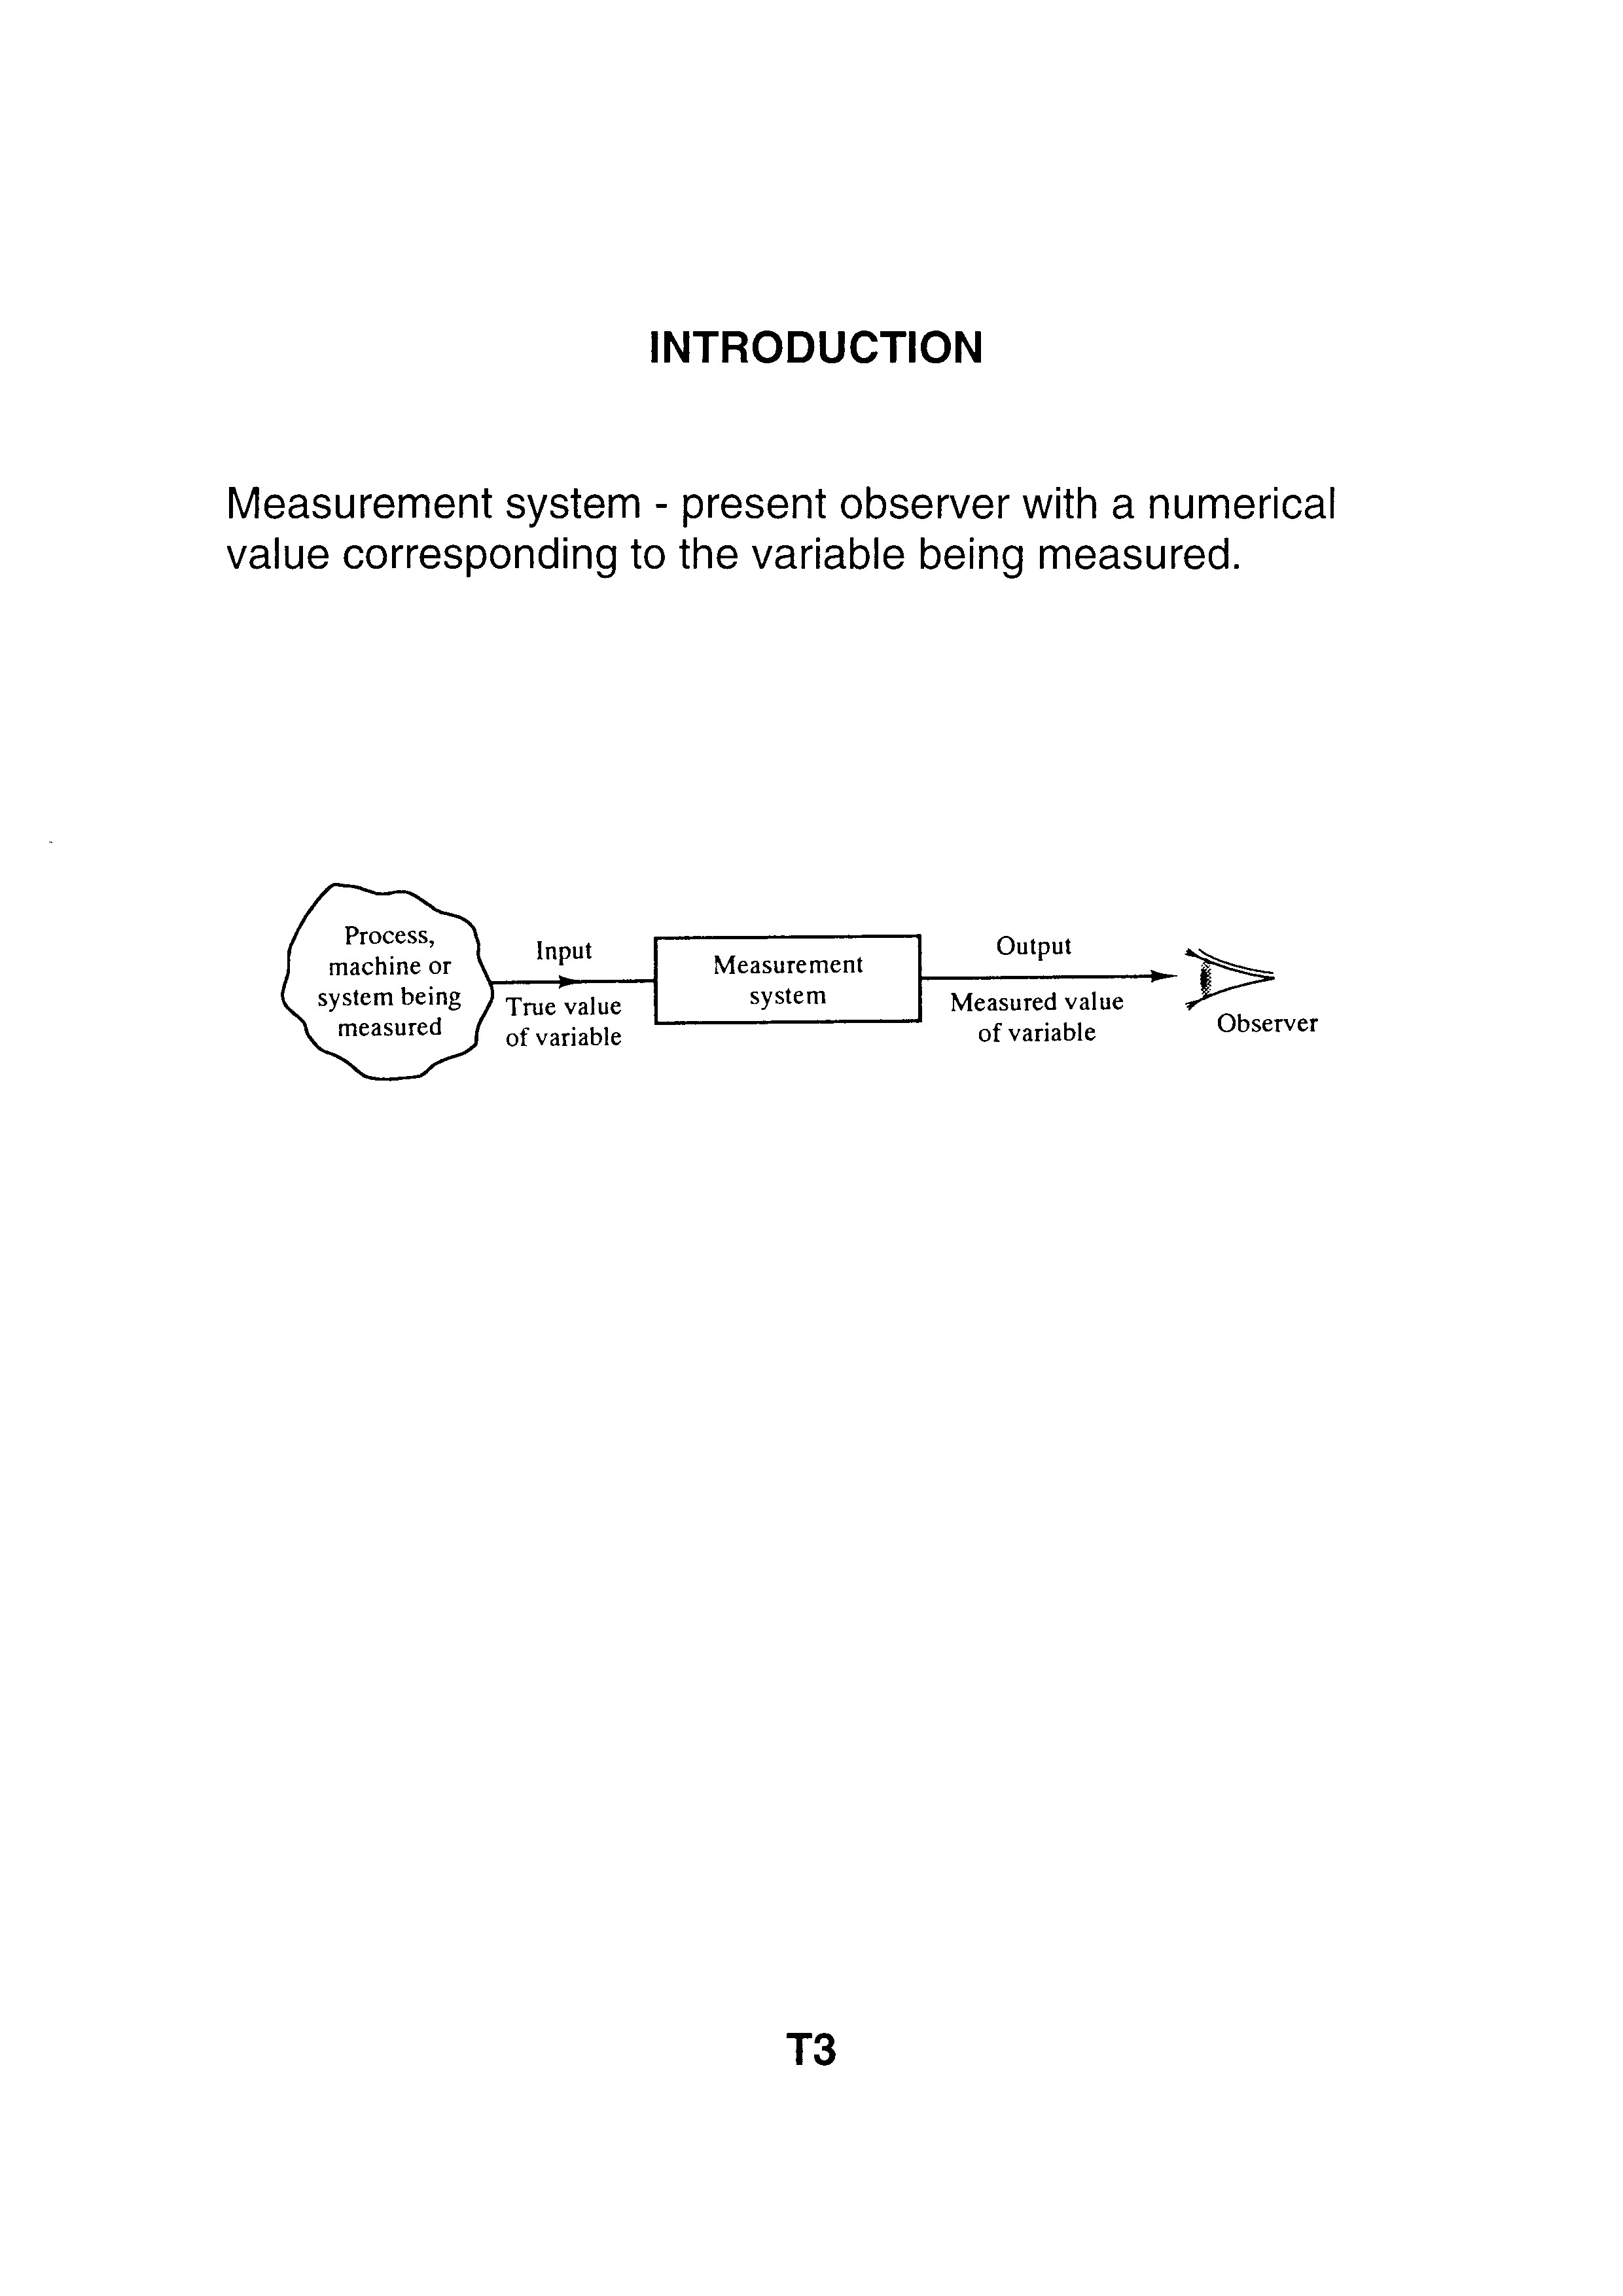 INTRODUCTION
Measurement system - present observer with a numerical
value corresponding to the variable being measured.
Process,
machine or
system being
measured
Input
True value
of variable
Measurement
system
Output
Measured value
of variable
Observer
T3